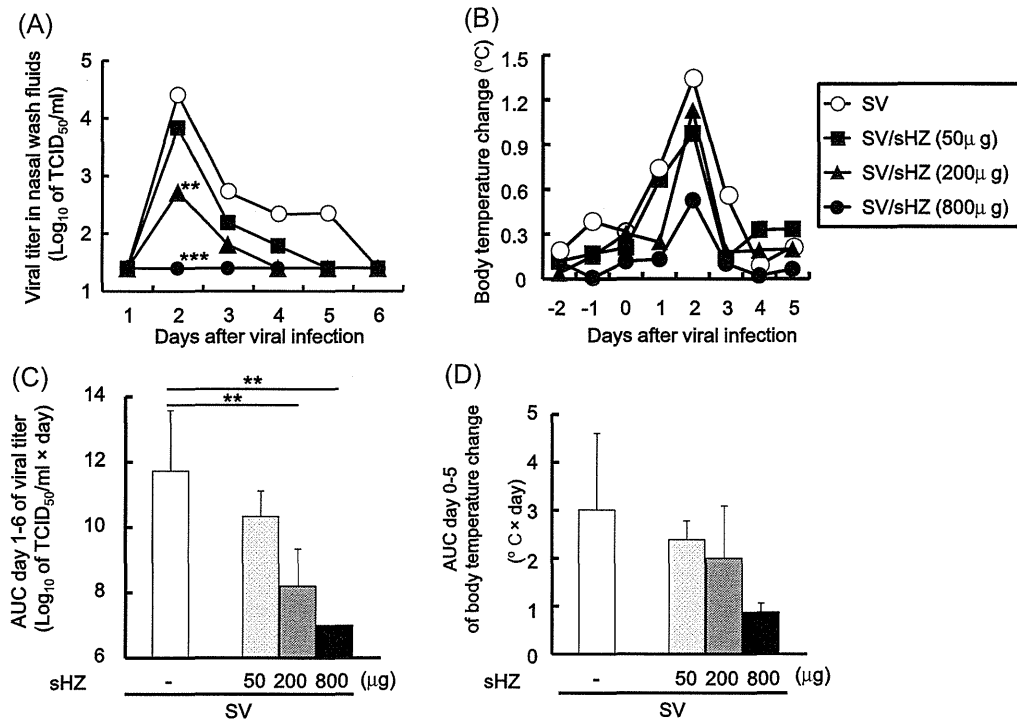 (A)
Viral titer in nasal wash fluids
(Log10 of TCID50/ml)
5
4
3
2
1
**
***
1 2 3 4 5 6
Days after viral infection
(B)
Body temperature change (ºC)
1.5
1.2
0.9
0.6
0.3
0
-2 -1 0 1 2 3 4 5
Days after viral infection
SV
SV/sHZ (50μ g)
SV/sHZ (200μ g)
SV/sHZ (800μ g)
(C)
AUC day 1-6 of viral titer
(Log10 of TCID50/ml × day)
14
12
10
8
6
**
**
sHZ - 50 200 800 (μg)
SV
(D)
AUC day 0-5
of body temperature change
(º C × day)
5
4
3
2
1
0
sHZ - 50 200 800 (μg)
SV